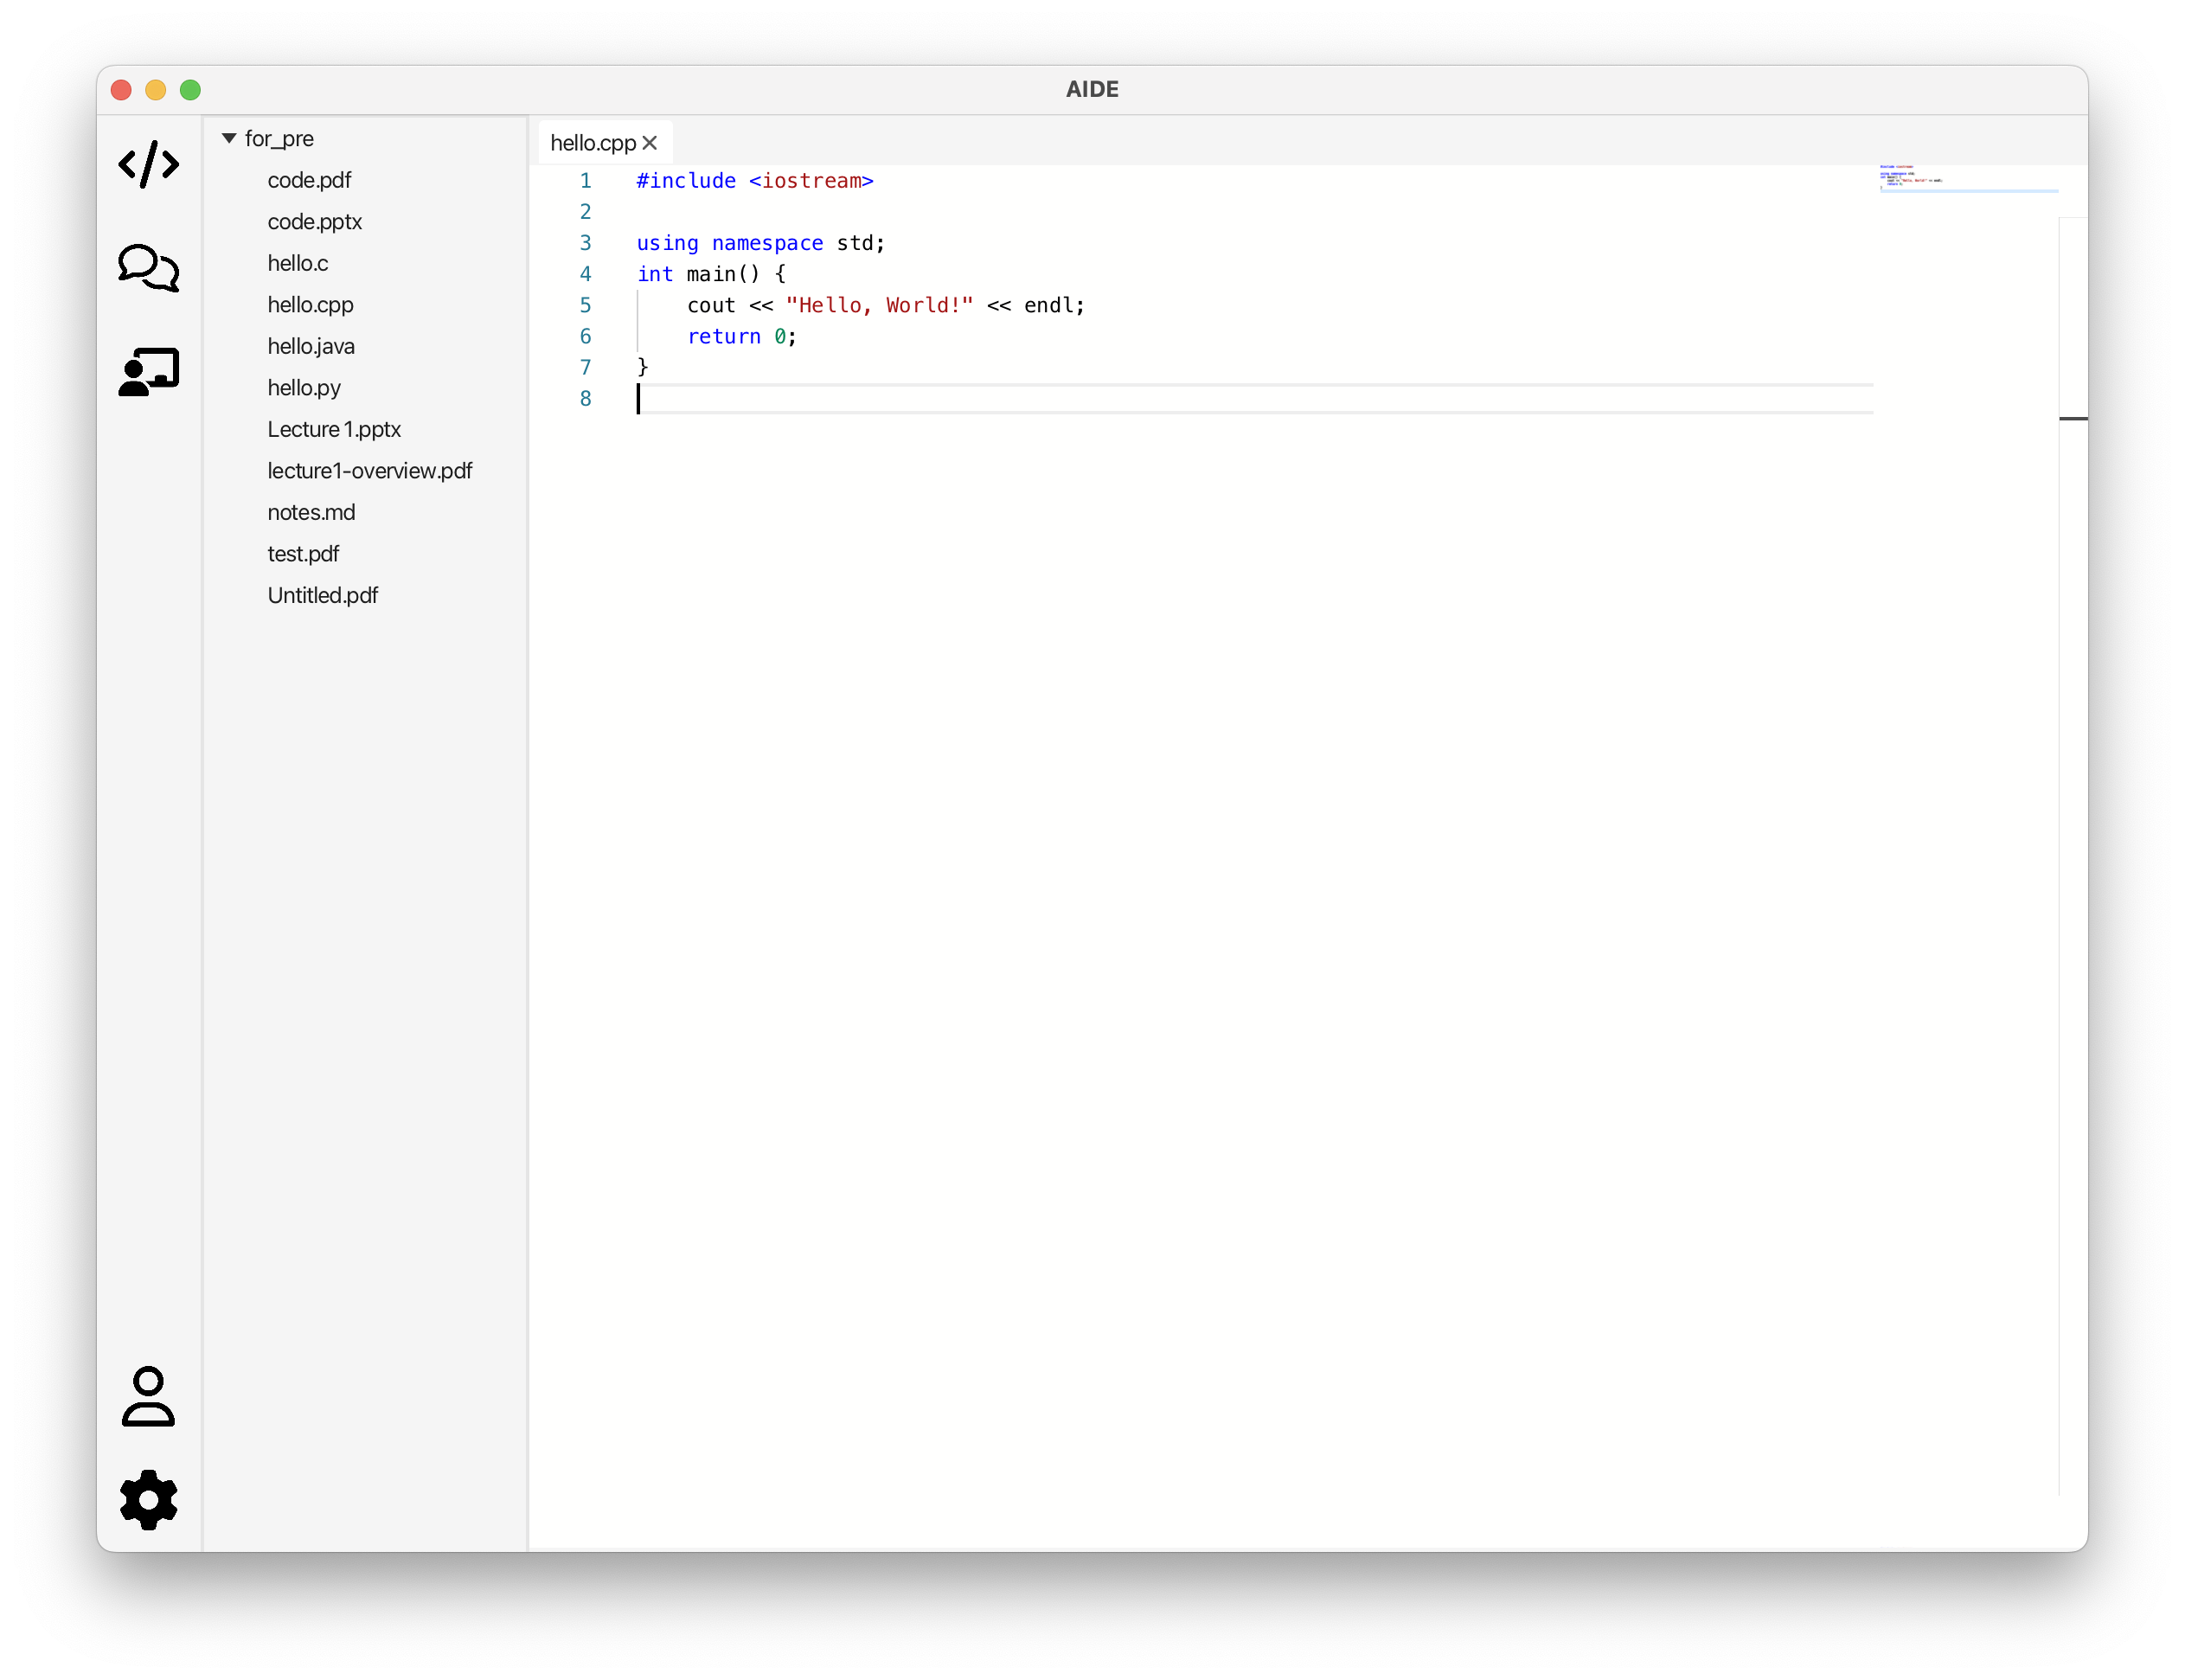 AIDE
for_pre
code.pdf
code.pptx
hello.c
hello.cpp
hello.java
hello.py
Lecture 1.pptx
lecture1-overview.pdf
notes.md
test.pdf
Untitled.pdf
hello.cpp
1 #include <iostream>
2
3 using namespace std;
4 int main() {
5     cout << "Hello, World!" << endl;
6     return 0;
7 }
8